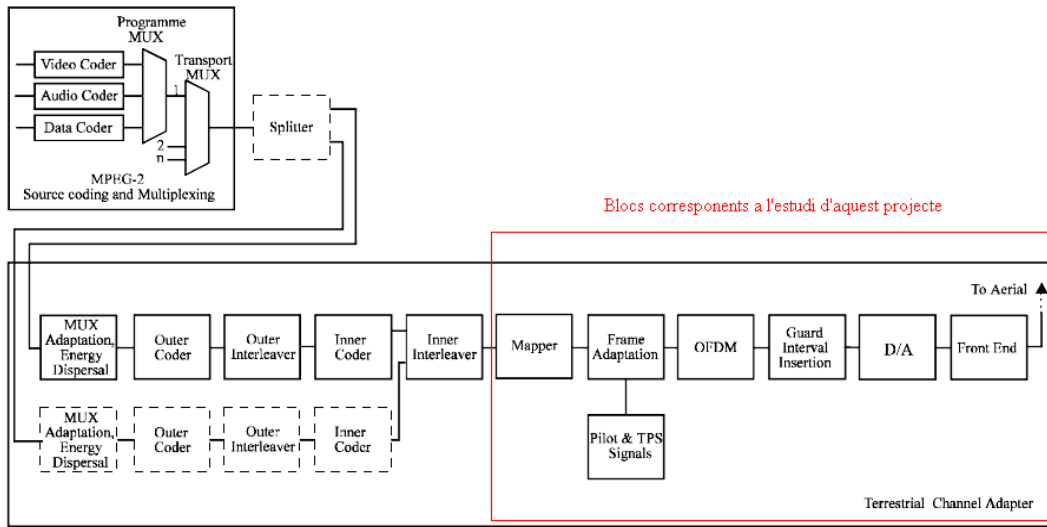 Programme
MUX
Transport
MUX
Video Coder
Audio Coder
Data Coder
1
2
n
MPEG-2
Source coding and Multiplexing
Splitter
Blocs corresponents a l'estudi d'aquest projecte
To Aerial
MUX
Adaptation,
Energy
Dispersal
Outer
Coder
Outer
Interleaver
Inner
Coder
Inner
Interleaver
Mapper
Frame
Adaptation
OFDM
Guard
Interval
Insertion
D/A
Front End
MUX
Adaptation,
Energy
Dispersal
Outer
Coder
Outer
Interleaver
Inner
Coder
Pilot & TPS
Signals
Terrestrial Channel Adapter